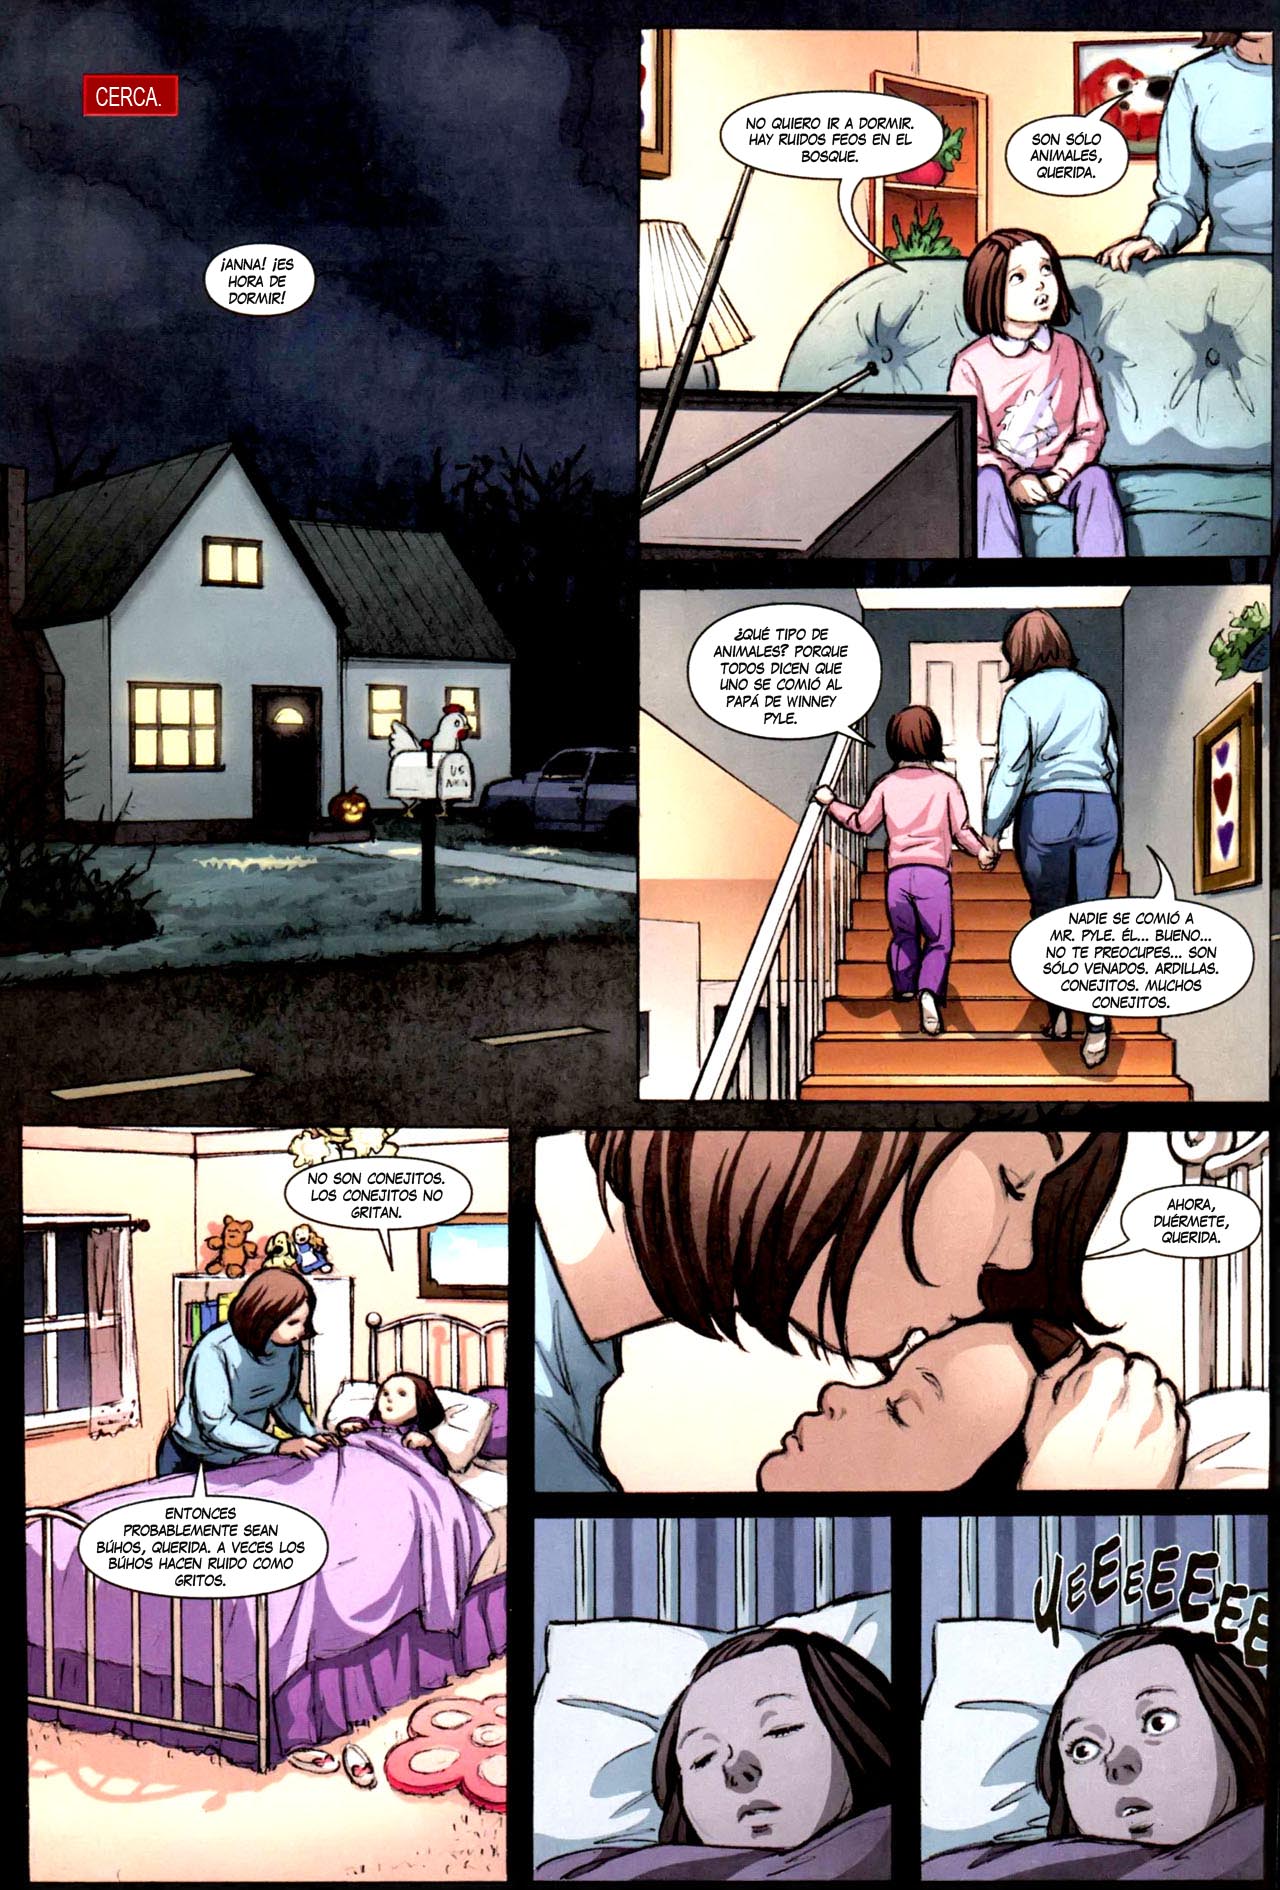 CERCA.
¡ANNA! ¡ES
HORA DE
DORMIR!
NO QUIERO IR A DORMIR.
HAY RUIDOS FEOS EN EL
BOSQUE.
SON SÓLO
ANIMALES,
QUERIDA.
¿QUÉ TIPO DE
ANIMALES? PORQUE
TODOS DICEN QUE
UNO SE COMIÓ AL
PAPÁ DE WINNEY
PYLE.
NADIE SE COMIÓ A
MR. PYLE. ÉL... BUENO...
NO TE PREOCUPES... SON
SÓLO VENADOS. ARDILLAS.
CONEJITOS. MUCHOS
CONEJITOS.
US
NO SON CONEJITOS.
LOS CONEJITOS NO
GRITAN.
ENTONCES
PROBABLEMENTE SEAN
BÚHOS, QUERIDA. A VECES LOS
BÚHOS HACEN RUIDO COMO
GRITOS.
AHORA,
DUÉRMETE,
QUERIDA.
YEEEEEEEE